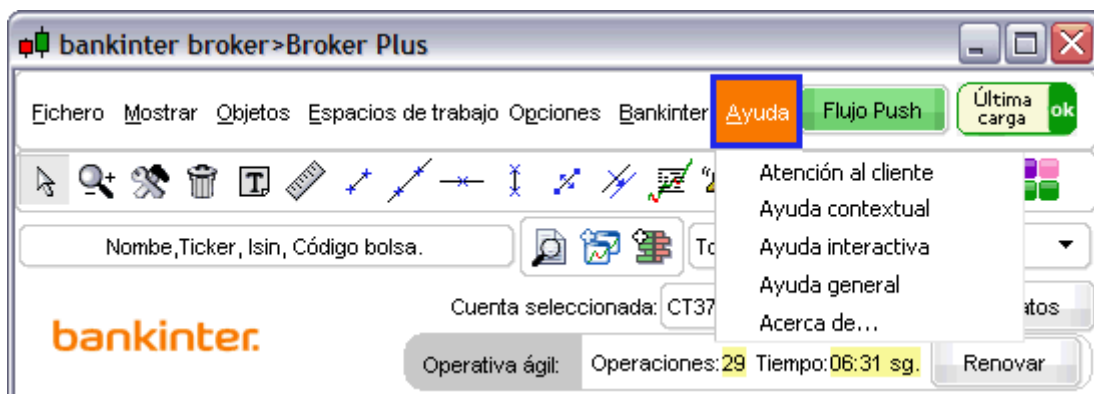 bankinter broker>Broker Plus
Fichero Mostrar Objetos Espacios de trabajo Opciones Bankinter Ayuda Flujo Push Última carga ok
Atención al cliente
Ayuda contextual
Nombe,Ticker, Isin, Código bolsa.
Ayuda interactiva
Ayuda general
Cuenta seleccionada: CT37
Acerca de...
bankinter.
Operativa ágil: Operaciones:29 Tiempo:06:31 sg. Renovar